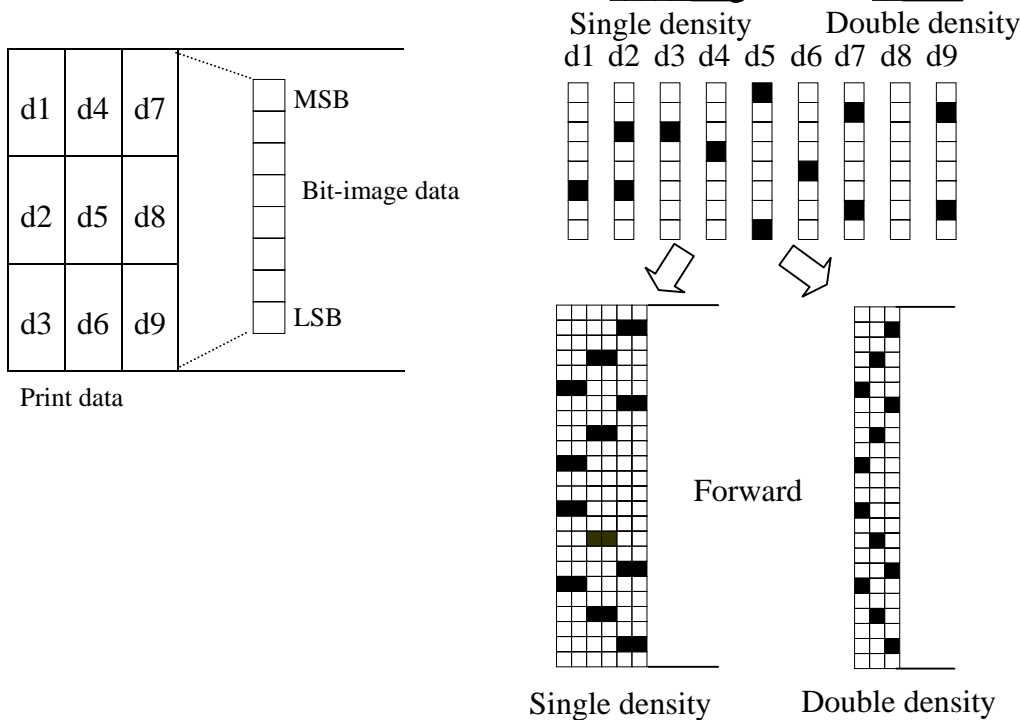 Single density Double density
d1 d2 d3 d4 d5 d6 d7 d8 d9
d1 d4 d7
d2 d5 d8
d3 d6 d9
MSB
Bit-image data
LSB
Print data
Forward
Single density Double density